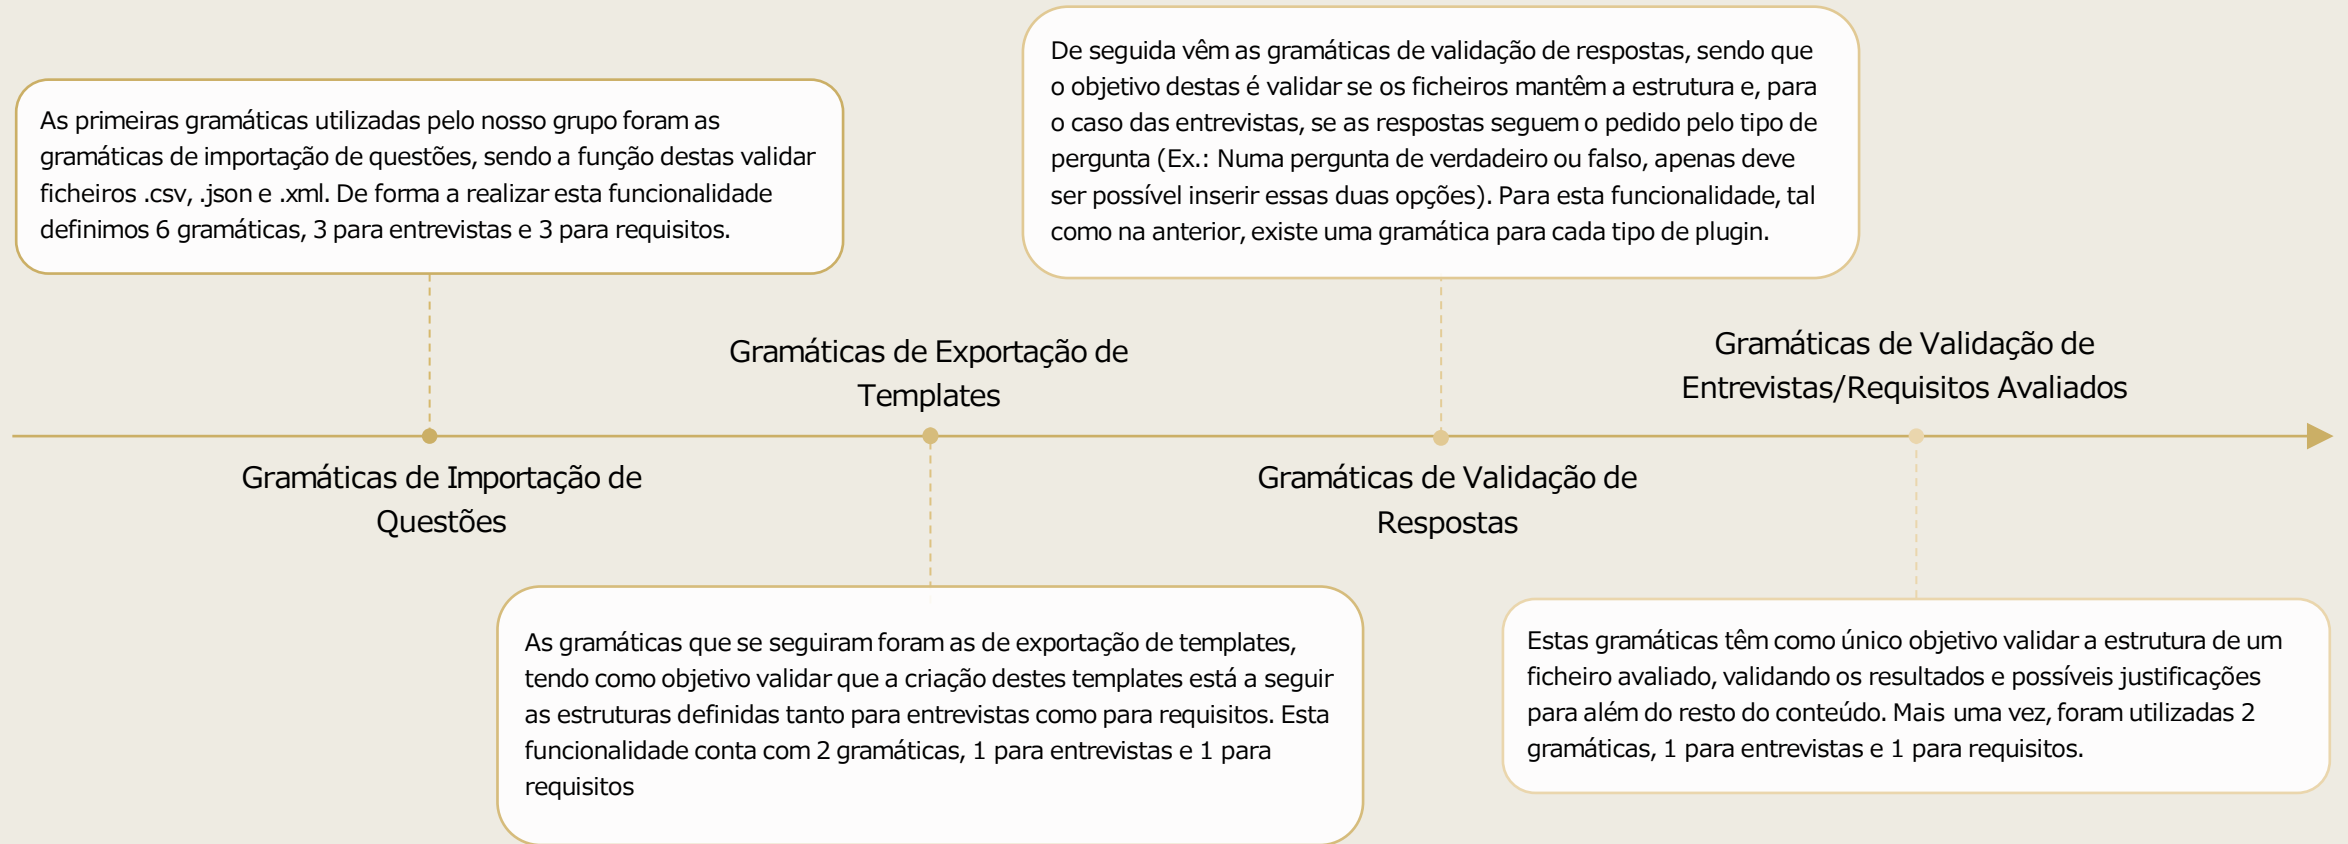 As primeiras gramáticas utilizadas pelo nosso grupo foram as
gramáticas de importação de questões, sendo a função destas validar
ficheiros .csv, .json e .xml. De forma a realizar esta funcionalidade
definimos 6 gramáticas, 3 para entrevistas e 3 para requisitos.
Gramáticas de Importação de
Questões
Gramáticas de Exportação de
Templates
As gramáticas que se seguiram foram as de exportação de templates,
tendo como objetivo validar que a criação destes templates está a seguir
as estruturas definidas tanto para entrevistas como para requisitos. Esta
funcionalidade conta com 2 gramáticas, 1 para entrevistas e 1 para
requisitos
De seguida vêm as gramáticas de validação de respostas, sendo que
o objetivo destas é validar se os ficheiros mantêm a estrutura e, para
o caso das entrevistas, se as respostas seguem o pedido pelo tipo de
pergunta (Ex.: Numa pergunta de verdadeiro ou falso, apenas deve
ser possível inserir essas duas opções). Para esta funcionalidade, tal
como na anterior, existe uma gramática para cada tipo de plugin.
Gramáticas de Validação de
Respostas
Gramáticas de Validação de
Entrevistas/Requisitos Avaliados
Estas gramáticas têm como único objetivo validar a estrutura de um
ficheiro avaliado, validando os resultados e possíveis justificações
para além do resto do conteúdo. Mais uma vez, foram utilizadas 2
gramáticas, 1 para entrevistas e 1 para requisitos.